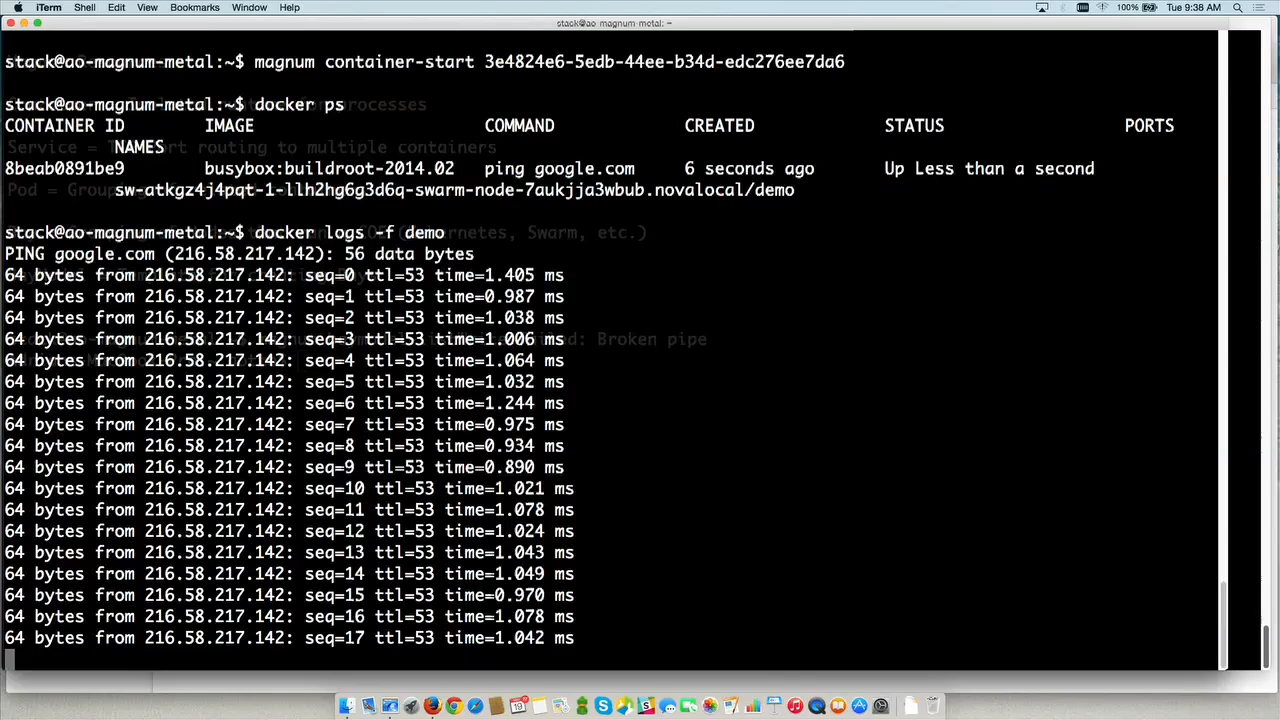 iTerm Shell Edit View Bookmarks Window Help 100% Tue 9:38 AM
stack@ao-magnum-metal: ~
stack@ao-magnum-metal:~$ magnum container-start 3e4824e6-5edb-44ee-b34d-edc276ee7da6
stack@ao-magnum-metal:~$ docker ps
CONTAINER ID IMAGE COMMAND CREATED STATUS PORTS
NAMES
8beab0891be9 busybox:buildroot-2014.02 ping google.com 6 seconds ago Up Less than a second
sw-atkgz4j4pqt-1-llh2hg6g3d6q-swarm-node-7aukjja3wbub.novalocal/demo
stack@ao-magnum-metal:~$ docker logs -f demo
PING google.com (216.58.217.142): 56 data bytes
64 bytes from 216.58.217.142: seq=0 ttl=53 time=1.405 ms
64 bytes from 216.58.217.142: seq=1 ttl=53 time=0.987 ms
64 bytes from 216.58.217.142: seq=2 ttl=53 time=1.038 ms
64 bytes from 216.58.217.142: seq=3 ttl=53 time=1.006 ms
64 bytes from 216.58.217.142: seq=4 ttl=53 time=1.064 ms
64 bytes from 216.58.217.142: seq=5 ttl=53 time=1.032 ms
64 bytes from 216.58.217.142: seq=6 ttl=53 time=1.244 ms
64 bytes from 216.58.217.142: seq=7 ttl=53 time=0.975 ms
64 bytes from 216.58.217.142: seq=8 ttl=53 time=0.934 ms
64 bytes from 216.58.217.142: seq=9 ttl=53 time=0.890 ms
64 bytes from 216.58.217.142: seq=10 ttl=53 time=1.021 ms
64 bytes from 216.58.217.142: seq=11 ttl=53 time=1.078 ms
64 bytes from 216.58.217.142: seq=12 ttl=53 time=1.024 ms
64 bytes from 216.58.217.142: seq=13 ttl=53 time=1.043 ms
64 bytes from 216.58.217.142: seq=14 ttl=53 time=1.049 ms
64 bytes from 216.58.217.142: seq=15 ttl=53 time=0.970 ms
64 bytes from 216.58.217.142: seq=16 ttl=53 time=1.078 ms
64 bytes from 216.58.217.142: seq=17 ttl=53 time=1.042 ms